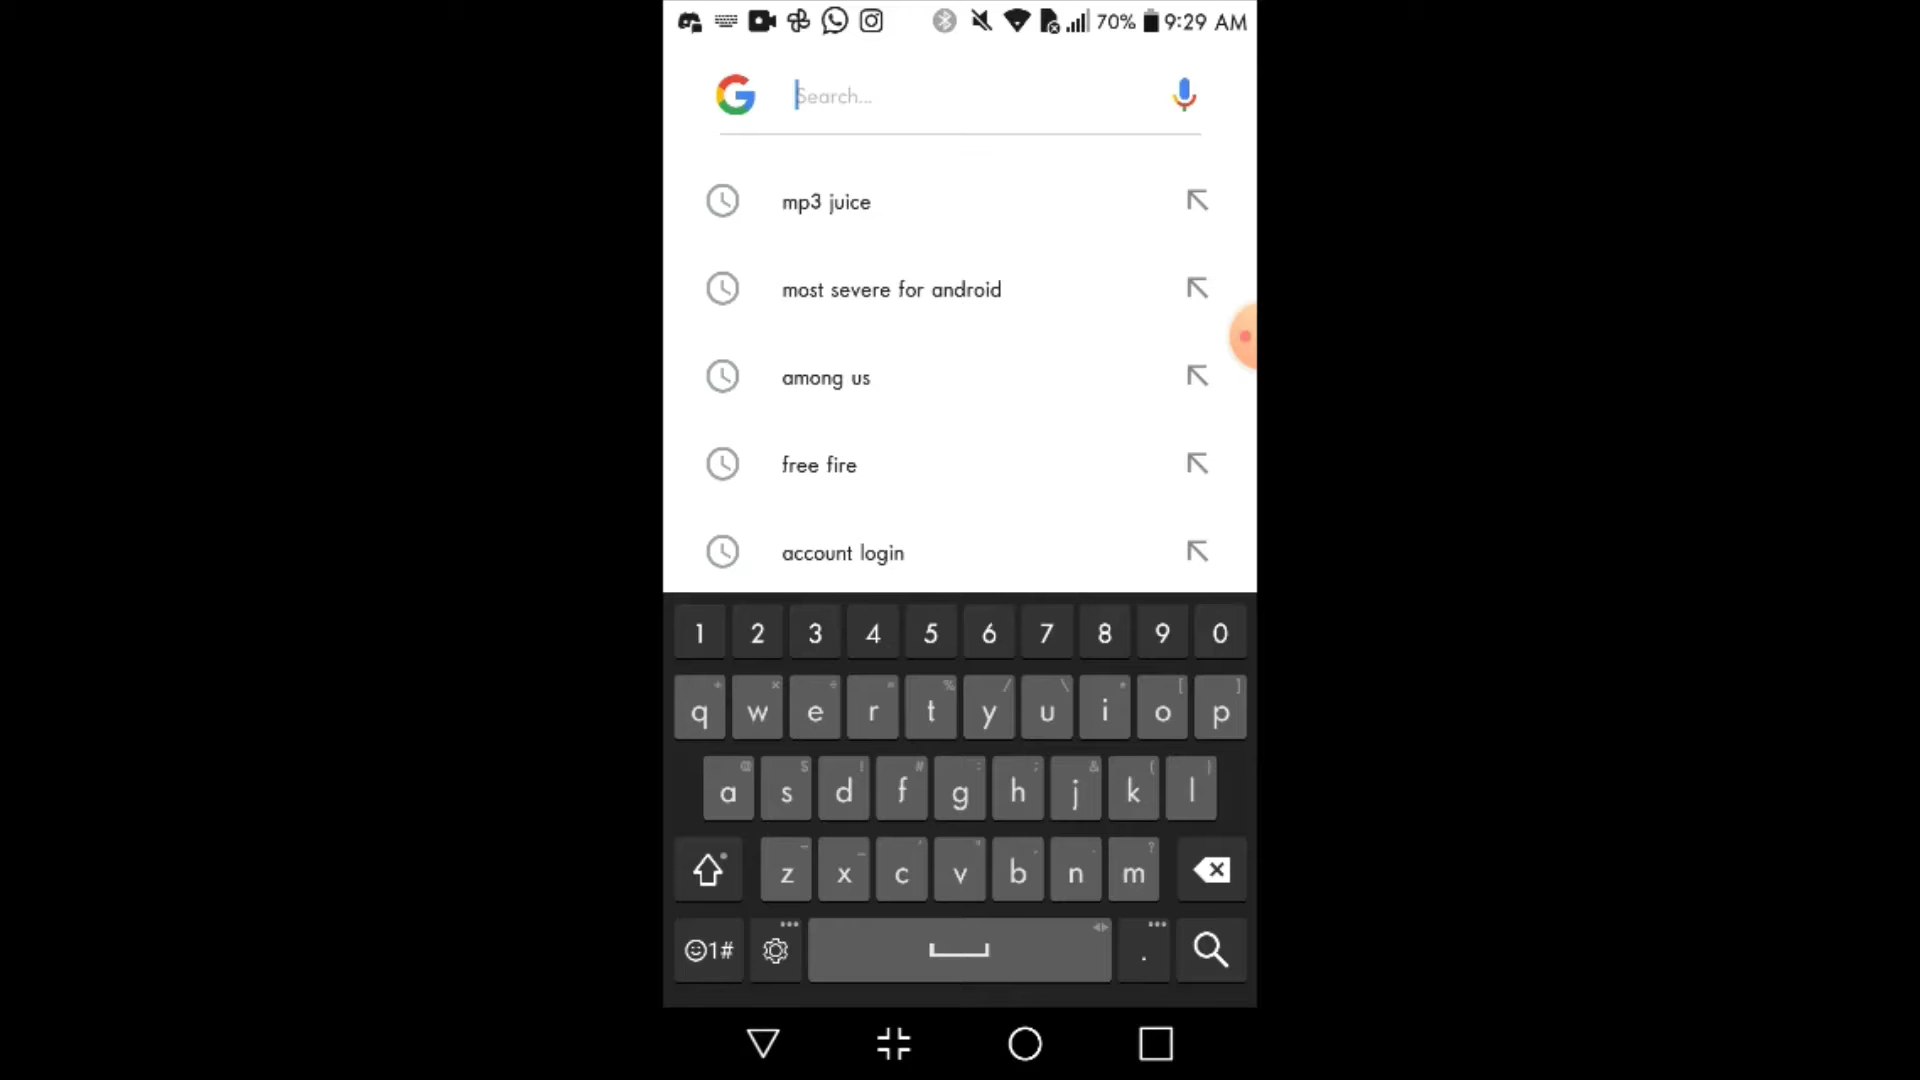 70% 9:29 AM
Search...
mp3 juice
most severe for android
among us
free fire
account login
1 2 3 4 5 6 7 8 9 0
q w e r t y u i o p
a s d f g h j k l
z x c v b n m
1# .